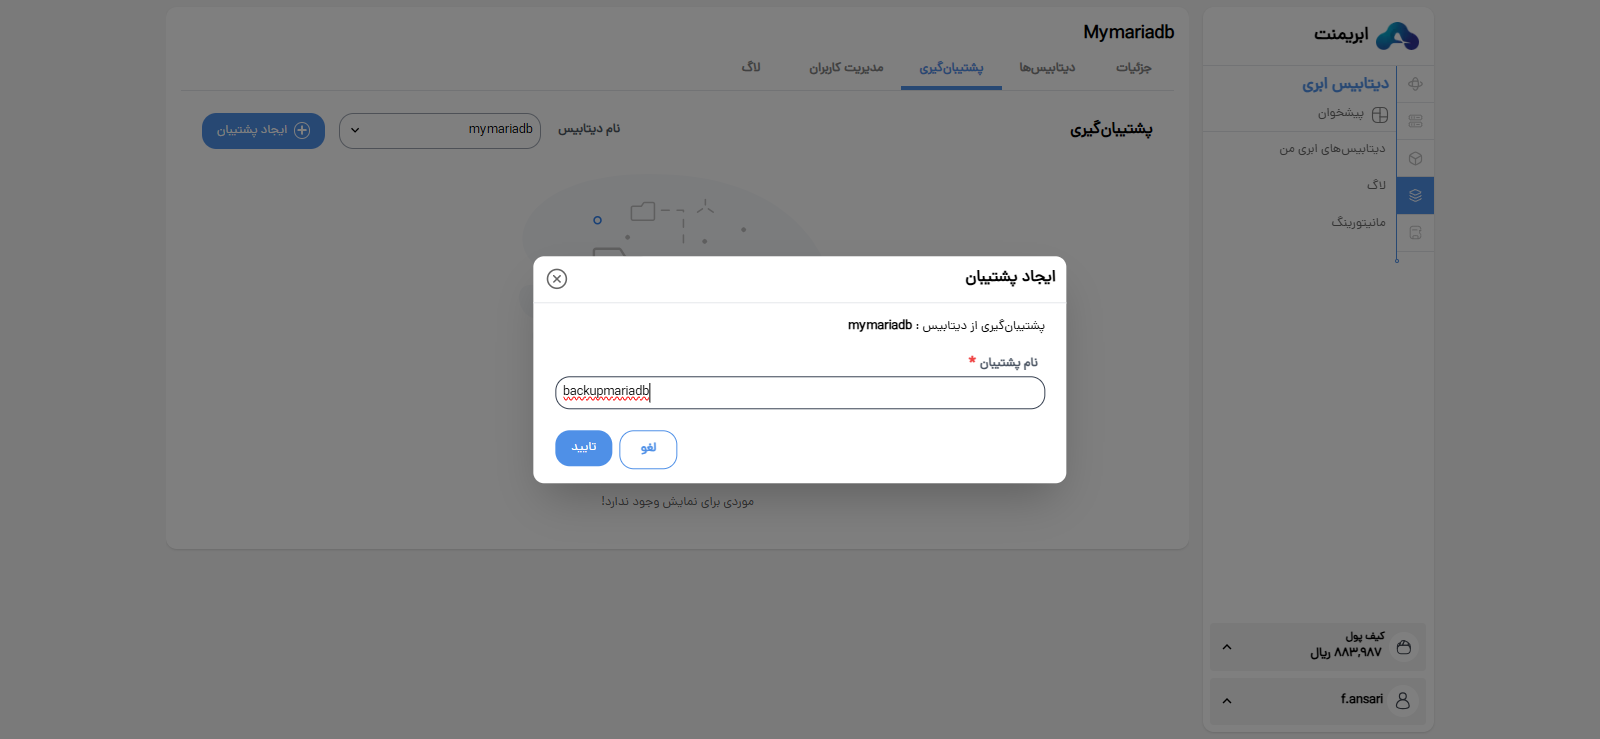 ابریمنت
دیتابیس ابری
پیشخوان
دیتابیس‌های ابری من
لاگ
مانیتورینگ
کیف پول
۸۸۳,۹۸۷ ریال
f.ansari
Mymariadb
جزئیات دیتابیس‌ها پشتیبان‌گیری مدیریت کاربران لاگ
پشتیبان‌گیری نام دیتابیس mymariadb ایجاد پشتیبان
ایجاد پشتیبان
پشتیبان‌گیری از دیتابیس : mymariadb
نام پشتیبان *
backupmariadb
لغو تایید
موردی برای نمایش وجود ندارد!